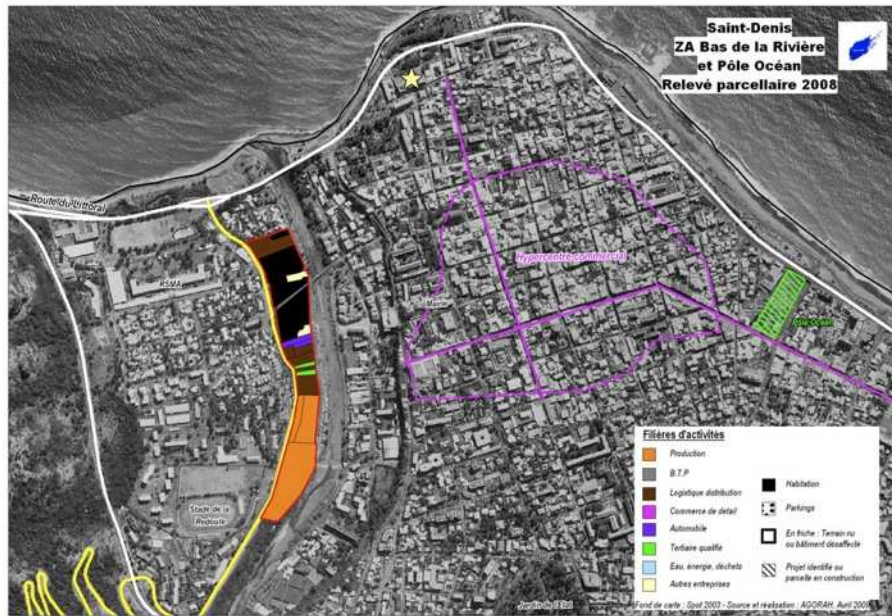 Saint-Denis
ZA Bas de la Rivière
et Pôle Océan
Relevé parcellaire 2008
Route du Littoral
RSMA
Hypercentre commercial
Mairie
Pôle Océan
Stade de la
Redoute
Filières d'activités
Production
B.T.P
Logistique distribution
Commerce de détail
Automobile
Tertiaire qualifié
Eau, énergie, déchets
Autres entreprises
Habitation
Parkings
En friche : Terrain nu
ou bâtiment désaffecté
Projet identifié ou
parcelle en construction
Jardin de l'Etat
Fond de carte : Spot 2003 - Source et réalisation : AGORAH, Avril 2009